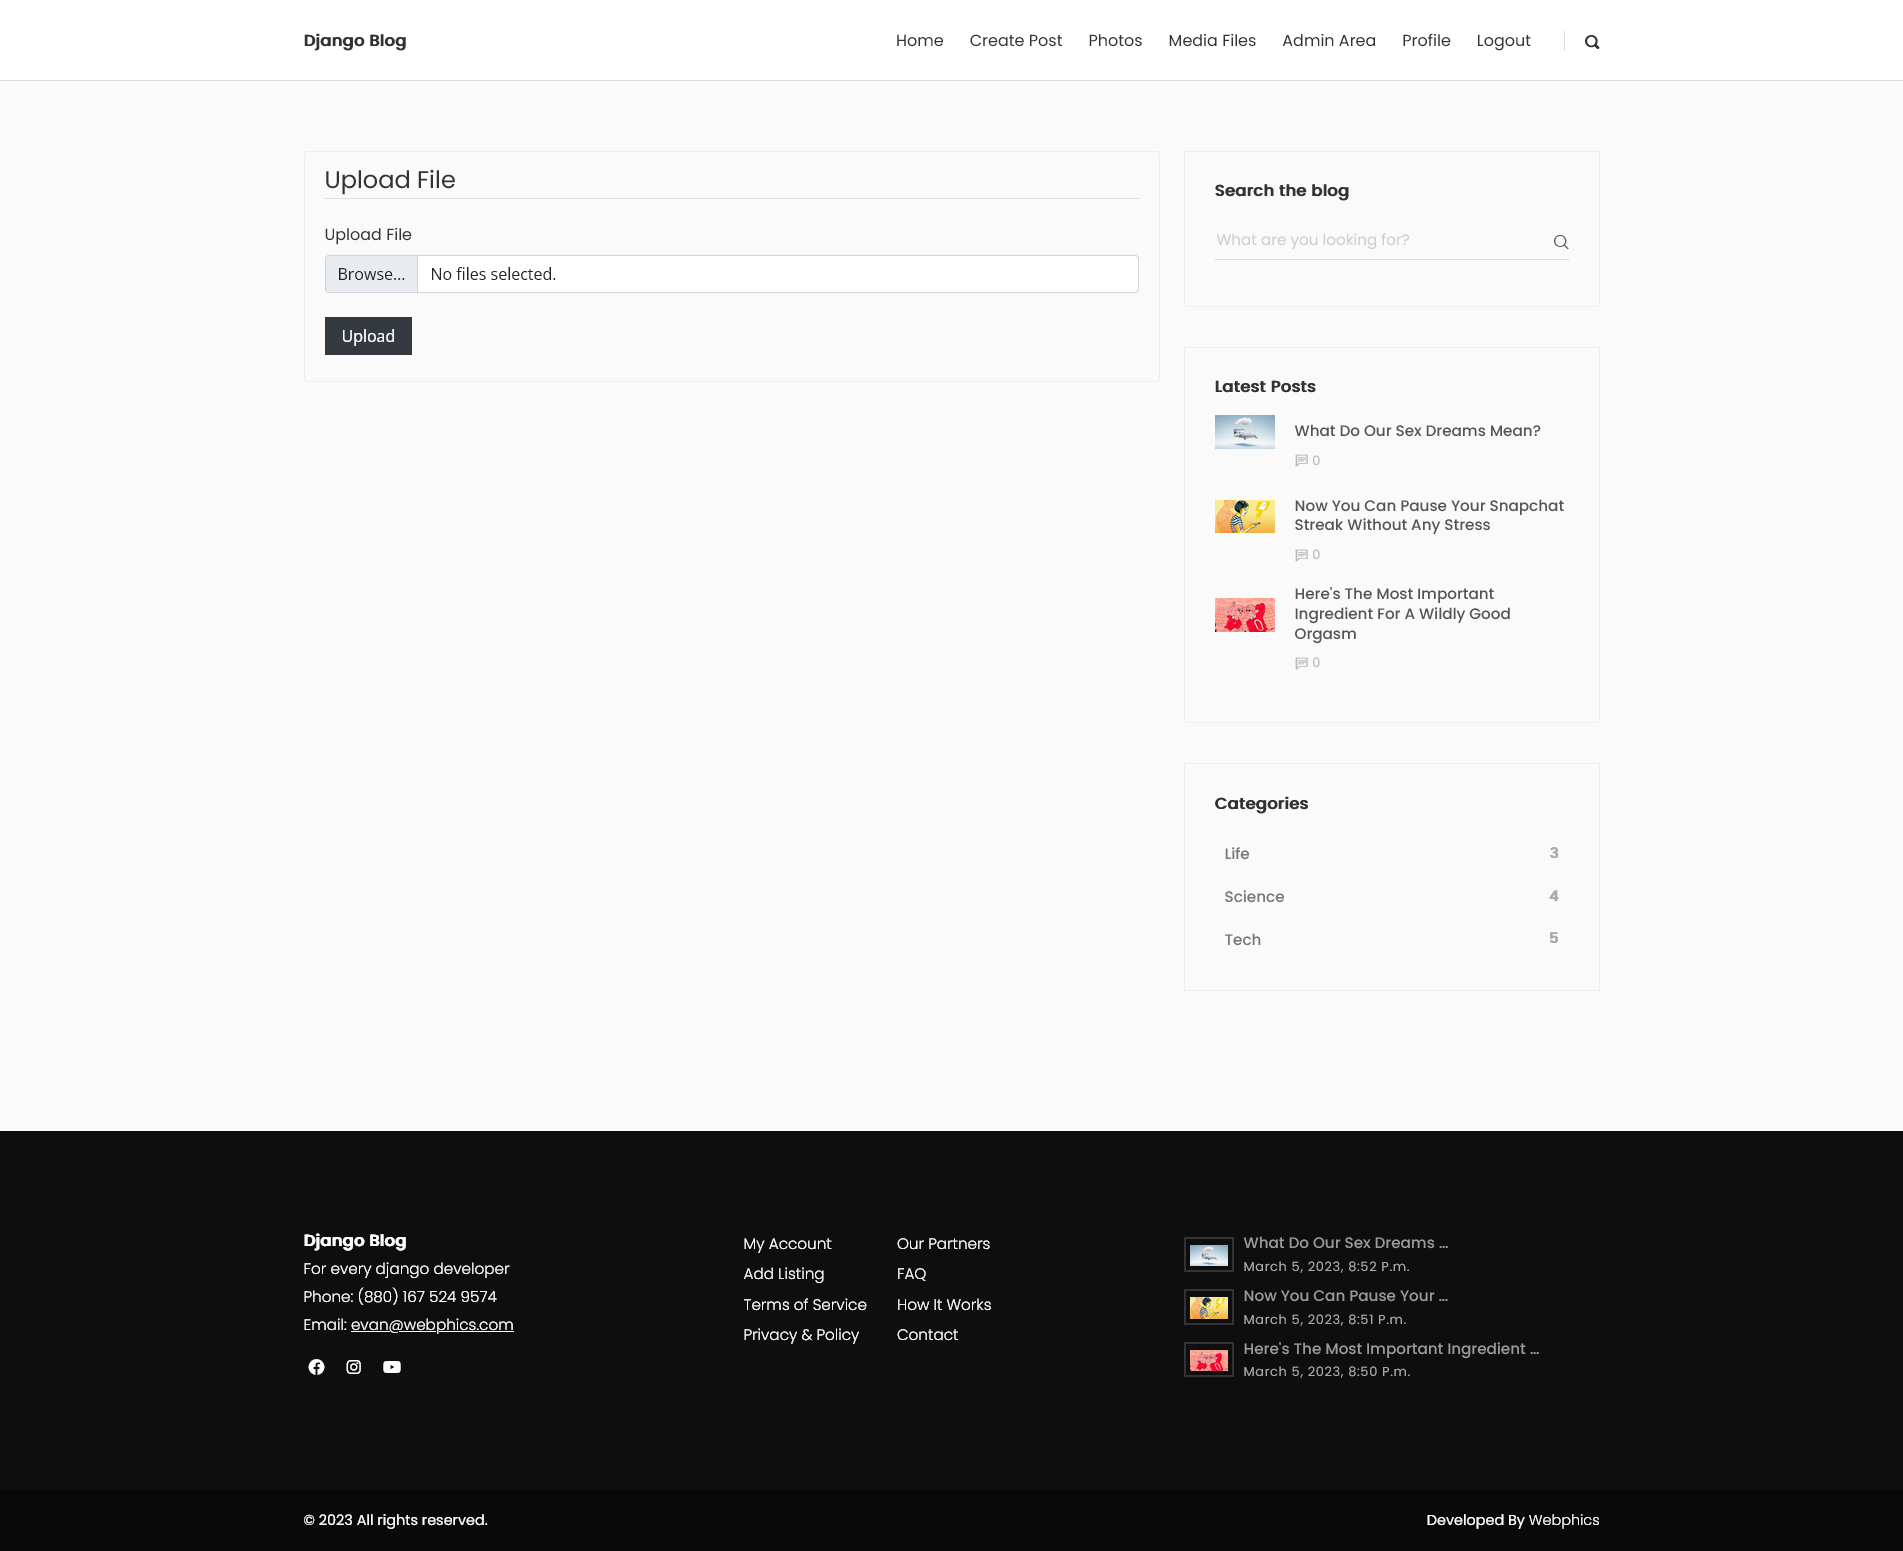 Django Blog
Home Create Post Photos Media Files Admin Area Profile Logout
Upload File
Upload File
Browse... No files selected.
Upload
Search the blog
What are you looking for?
Latest Posts
What Do Our Sex Dreams Mean?
0
Now You Can Pause Your Snapchat
Streak Without Any Stress
0
Here's The Most Important
Ingredient For A Wildly Good
Orgasm
0
Categories
Life 3
Science 4
Tech 5
Django Blog
For every django developer
Phone: (880) 167 524 9574
Email: evan@webphics.com
My Account
Add Listing
Terms of Service
Privacy & Policy
Our Partners
FAQ
How It Works
Contact
What Do Our Sex Dreams ...
March 5, 2023, 8:52 P.m.
Now You Can Pause Your ...
March 5, 2023, 8:51 P.m.
Here's The Most Important Ingredient ...
March 5, 2023, 8:50 P.m.
© 2023 All rights reserved.
Developed By Webphics